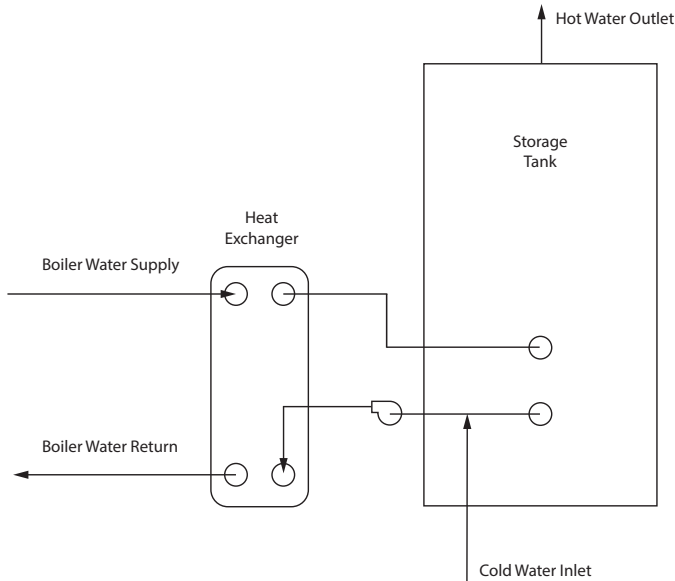 Hot Water Outlet
Storage
Tank
Heat
Exchanger
Boiler Water Supply
Boiler Water Return
Cold Water Inlet